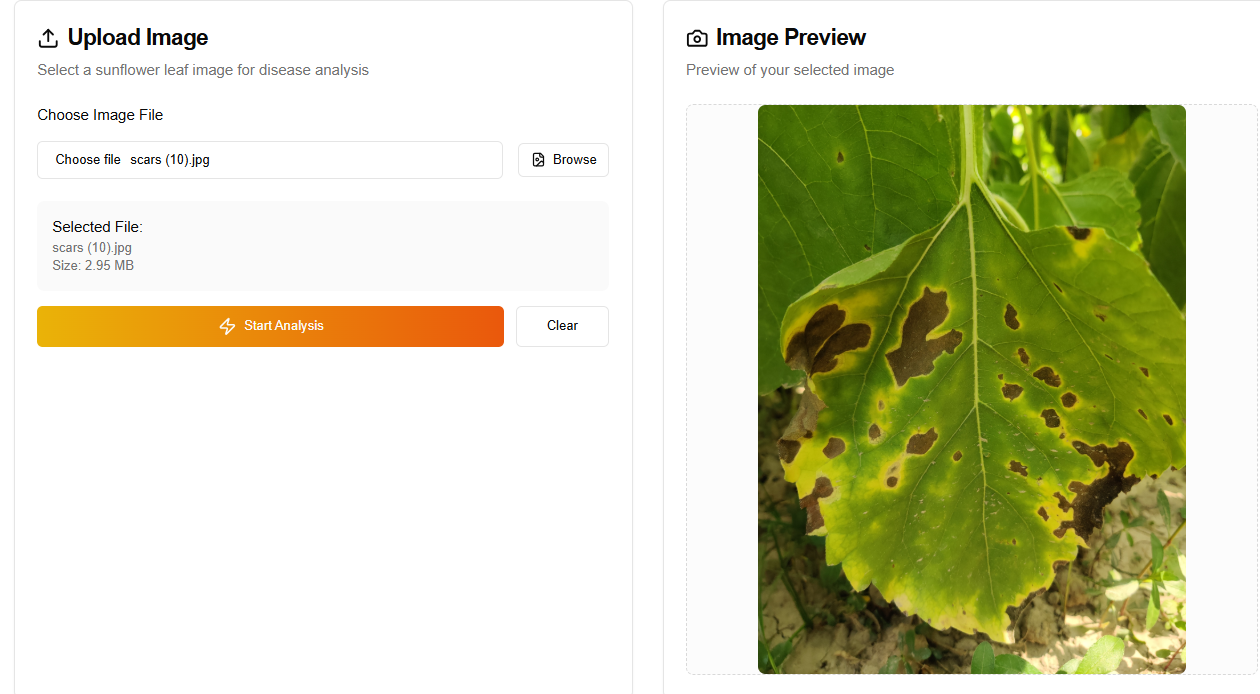 Upload Image
Select a sunflower leaf image for disease analysis
Choose Image File
Choose file scars (10).jpg
Browse
Selected File:
scars (10).jpg
Size: 2.95 MB
Start Analysis
Clear
Image Preview
Preview of your selected image